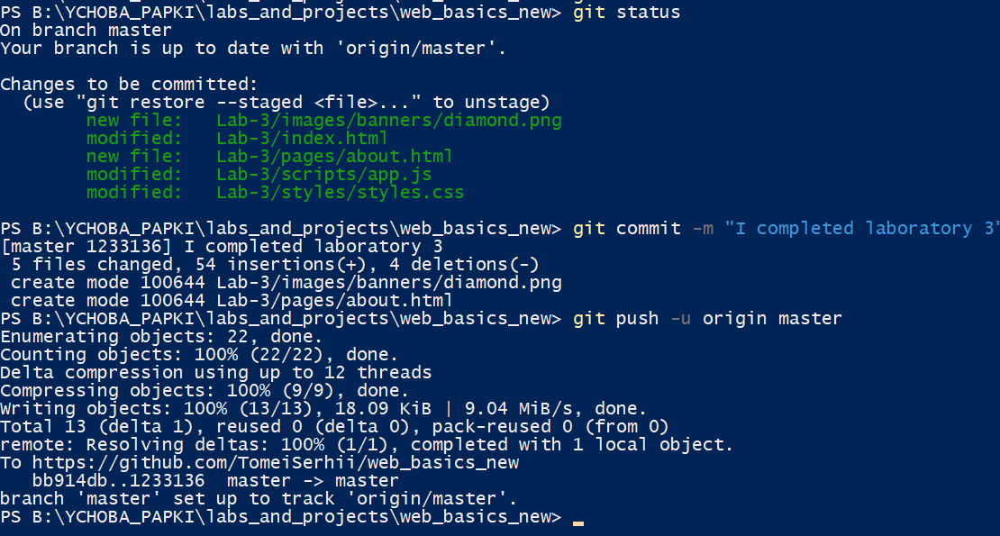 PS B:\YCHOBA_PAPKI\labs_and_projects\web_basics_new> git status
On branch master
Your branch is up to date with 'origin/master'.
Changes to be committed:
  (use "git restore --staged <file>..." to unstage)
        new file:   Lab-3/images/banners/diamond.png
        modified:   Lab-3/index.html
        new file:   Lab-3/pages/about.html
        modified:   Lab-3/scripts/app.js
        modified:   Lab-3/styles/styles.css
PS B:\YCHOBA_PAPKI\labs_and_projects\web_basics_new> git commit -m "I completed laboratory 3"
[master 1233136] I completed laboratory 3
 5 files changed, 54 insertions(+), 4 deletions(-)
 create mode 100644 Lab-3/images/banners/diamond.png
 create mode 100644 Lab-3/pages/about.html
PS B:\YCHOBA_PAPKI\labs_and_projects\web_basics_new> git push -u origin master
Enumerating objects: 22, done.
Counting objects: 100% (22/22), done.
Delta compression using up to 12 threads
Compressing objects: 100% (9/9), done.
Writing objects: 100% (13/13), 18.09 KiB | 9.04 MiB/s, done.
Total 13 (delta 1), reused 0 (delta 0), pack-reused 0 (from 0)
remote: Resolving deltas: 100% (1/1), completed with 1 local object.
To https://github.com/TomeiSerhii/web_basics_new
   bb914db..1233136  master -> master
branch 'master' set up to track 'origin/master'.
PS B:\YCHOBA_PAPKI\labs_and_projects\web_basics_new>